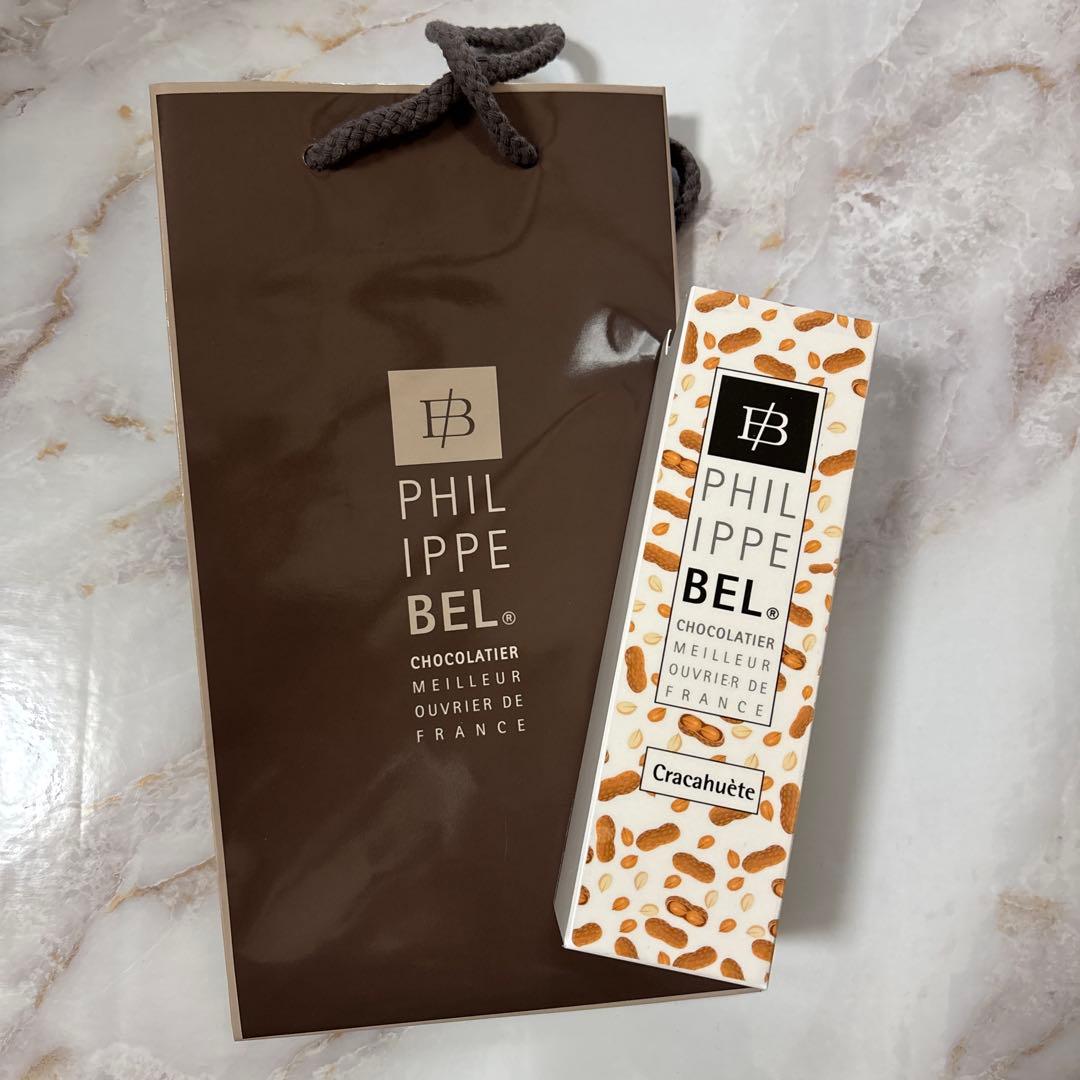 PHIL
IPPE
BEL®
CHOCOLATIER
MEILLEUR
OUVRIER DE
FRANCE
PHIL
IPPE
BEL®
CHOCOLATIER
MEILLEUR
OUVRIER DE
FRANCE
Cracahuète